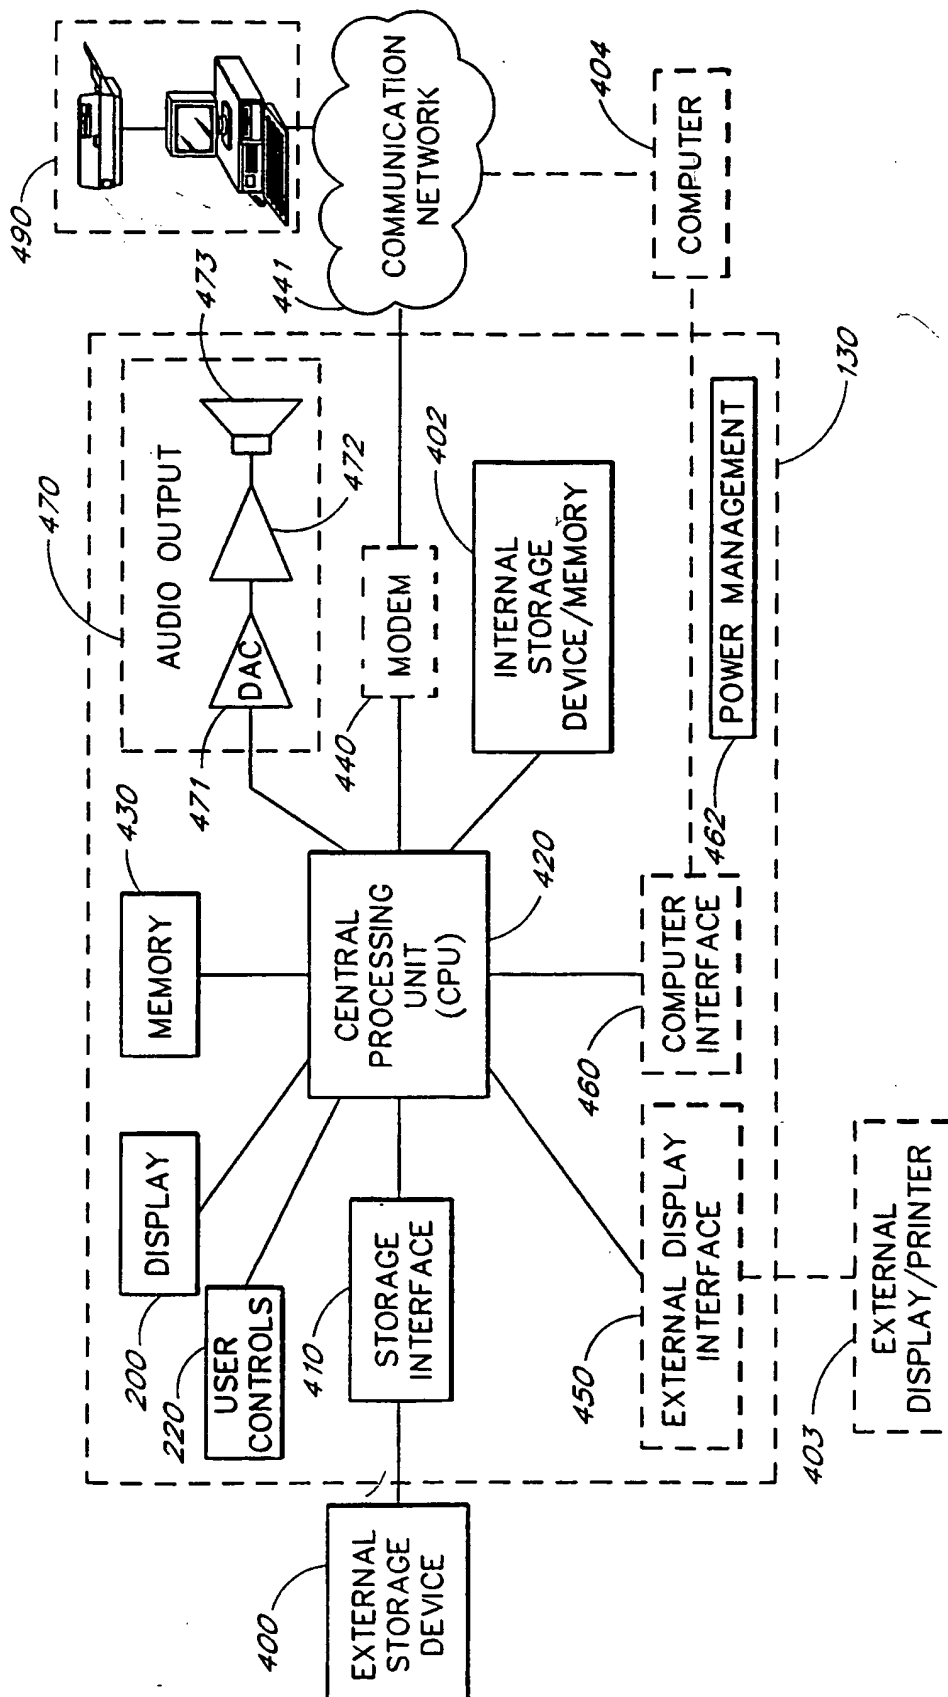 490
473
441
COMMUNICATION
NETWORK
404
COMPUTER
470
AUDIO OUTPUT
DAC
471
472
402
440
MODEM
INTERNAL
STORAGE
DEVICE/MEMORY
130
POWER MANAGEMENT
462
430
MEMORY
CENTRAL
PROCESSING
UNIT
(CPU)
420
COMPUTER
INTERFACE
460
DISPLAY
200
USER
CONTROLS
220
STORAGE
INTERFACE
410
EXTERNAL DISPLAY
INTERFACE
450
EXTERNAL
STORAGE
DEVICE
400
EXTERNAL
DISPLAY/PRINTER
403